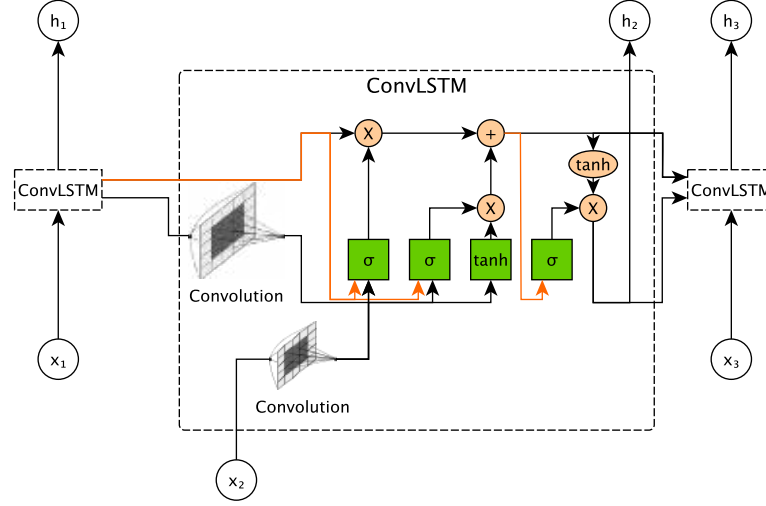 h₁
h₂
h₃
ConvLSTM
X
+
tanh
ConvLSTM
ConvLSTM
X
X
σ
σ
tanh
σ
Convolution
x₁
x₃
Convolution
x₂